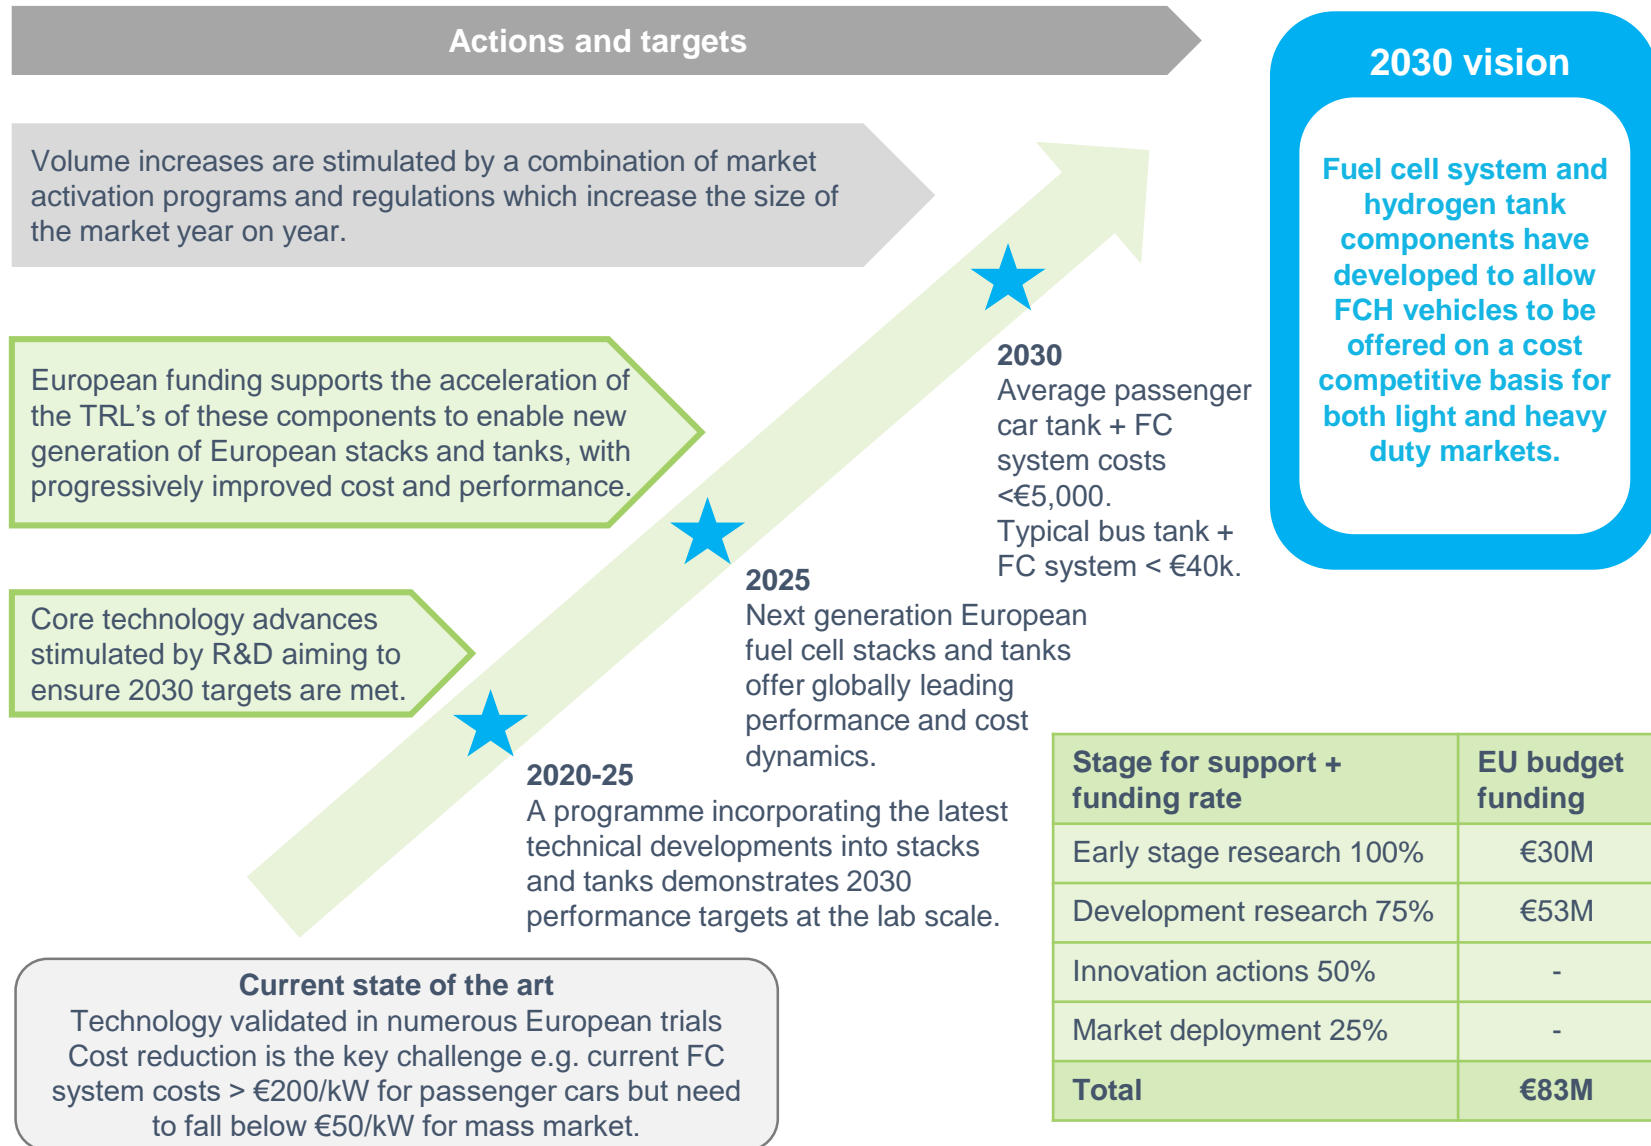 Actions and targets
2030 vision
Fuel cell system and
hydrogen tank
components have
developed to allow
FCH vehicles to be
offered on a cost
competitive basis for
both light and heavy
duty markets.
Volume increases are stimulated by a combination of market
activation programs and regulations which increase the size of
the market year on year.
European funding supports the acceleration of
the TRL’s of these components to enable new
generation of European stacks and tanks, with
progressively improved cost and performance.
Core technology advances
stimulated by R&D aiming to
ensure 2030 targets are met.
2030
Average passenger
car tank + FC
system costs
<€5,000.
Typical bus tank +
FC system < €40k.
2025
Next generation European
fuel cell stacks and tanks
offer globally leading
performance and cost
dynamics.
2020-25
A programme incorporating the latest
technical developments into stacks
and tanks demonstrates 2030
performance targets at the lab scale.
Current state of the art
Technology validated in numerous European trials
Cost reduction is the key challenge e.g. current FC
system costs > €200/kW for passenger cars but need
to fall below €50/kW for mass market.
Stage for support +
funding rate
EU budget
funding
Early stage research 100% €30M
Development research 75% €53M
Innovation actions 50% -
Market deployment 25% -
Total €83M